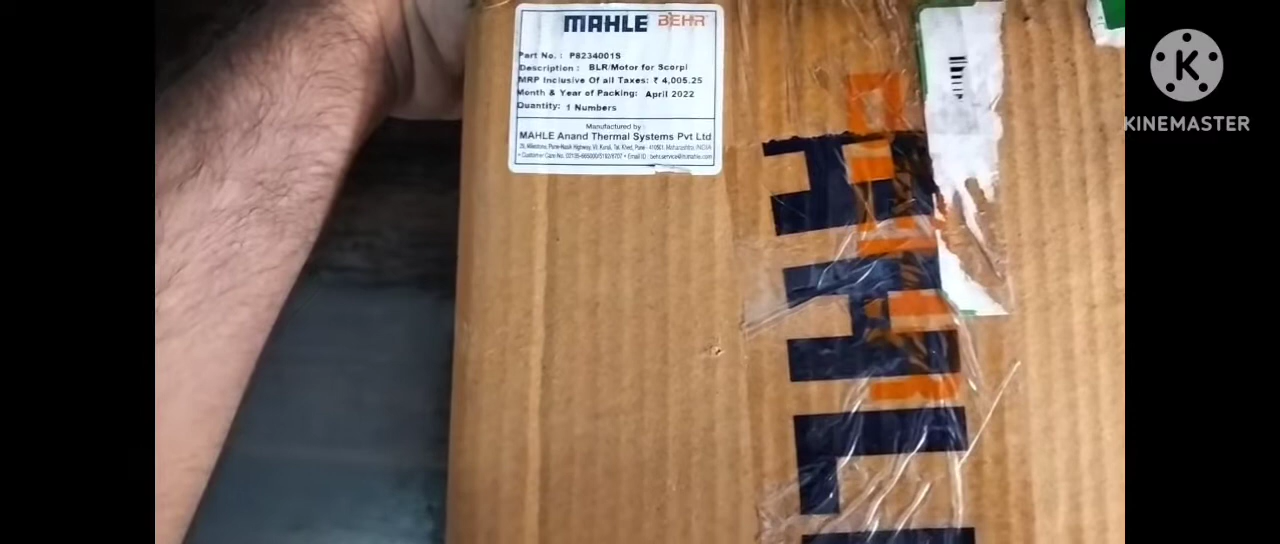 MAHLE BEHR
Part No. : P8234001S
Description : BLR/Motor for Scorpi
MRP Inclusive Of all Taxes: ₹ 4,005.25
Month & Year of Packing: April 2022
Quantity: 1 Numbers
Manufactured by :
MAHLE Anand Thermal Systems Pvt Ltd
MAHLE
KINEMASTER